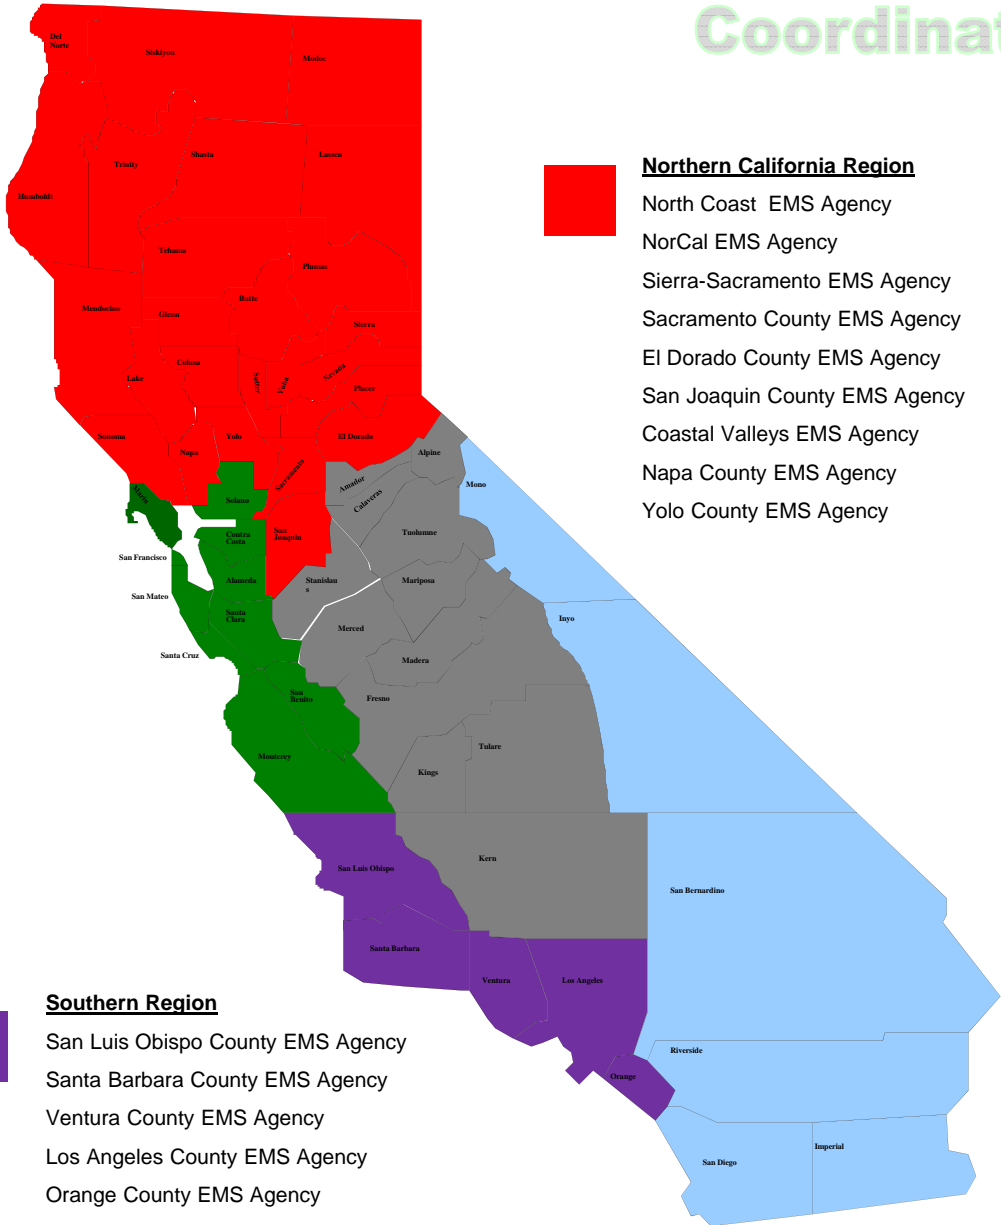 Coordinat
Del
Norte
Siskiyou
Modoc
Humboldt
Trinity
Shasta
Lassen
Northern California Region
North Coast EMS Agency
NorCal EMS Agency
Sierra-Sacramento EMS Agency
Sacramento County EMS Agency
El Dorado County EMS Agency
San Joaquin County EMS Agency
Coastal Valleys EMS Agency
Napa County EMS Agency
Yolo County EMS Agency
Tehama
Plumas
Mendocino
Glenn
Butte
Sierra
Lake
Colusa
Sutter
Yuba
Nevada
Placer
Sonoma
Napa
Yolo
Sacramento
El Dorado
Alpine
Amador
Calaveras
Mono
Marin
Solano
Contra
Costa
San
Joaquin
Tuolumne
San Francisco
Alameda
Stanislau
s
Mariposa
San Mateo
Santa
Clara
Merced
Inyo
Santa Cruz
Madera
San
Benito
Fresno
Monterey
Kings
Tulare
San Luis Obispo
Kern
San Bernardino
Santa Barbara
Ventura
Los Angeles
Orange
Riverside
San Diego
Imperial
Southern Region
San Luis Obispo County EMS Agency
Santa Barbara County EMS Agency
Ventura County EMS Agency
Los Angeles County EMS Agency
Orange County EMS Agency